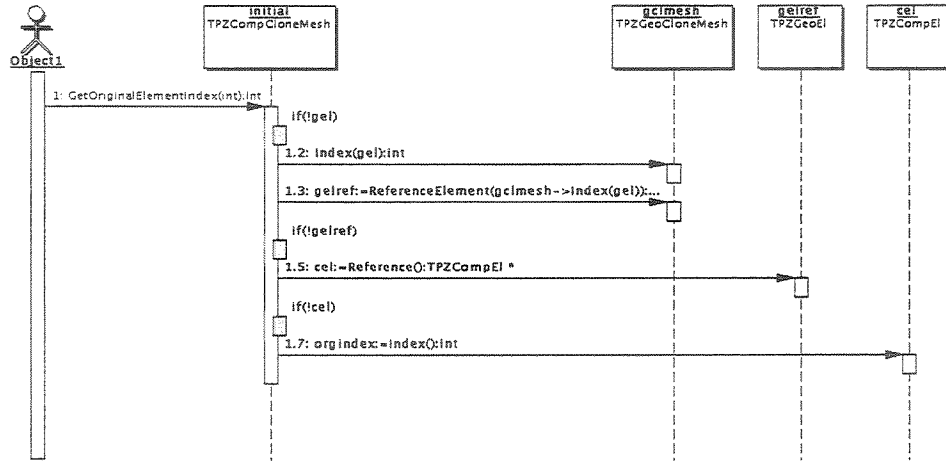 Object1
initial
TPZCompCloneMesh
gclmesh
TPZGeoCloneMesh
gelref
TPZGeoEl
cel
TPZCompEl
1: GetOriginalElementIndex(int):int
if(!gel)
1.2: Index(gel):int
1.3: gelref:=ReferenceElement(gclmesh->Index(gel)):...
if(!gelref)
1.5: cel:=Reference():TPZCompEl *
if(!cel)
1.7: orgindex:=Index():int